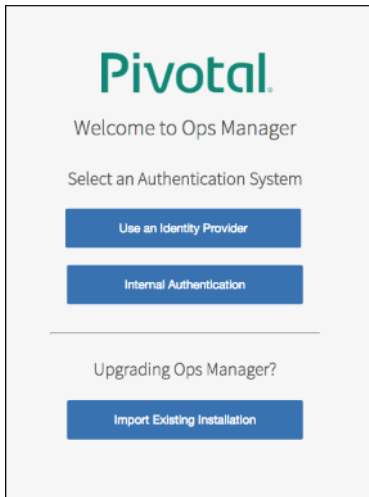 Pivotal.
Welcome to Ops Manager
Select an Authentication System
Use an Identity Provider
Internal Authentication
Upgrading Ops Manager?
Import Existing Installation